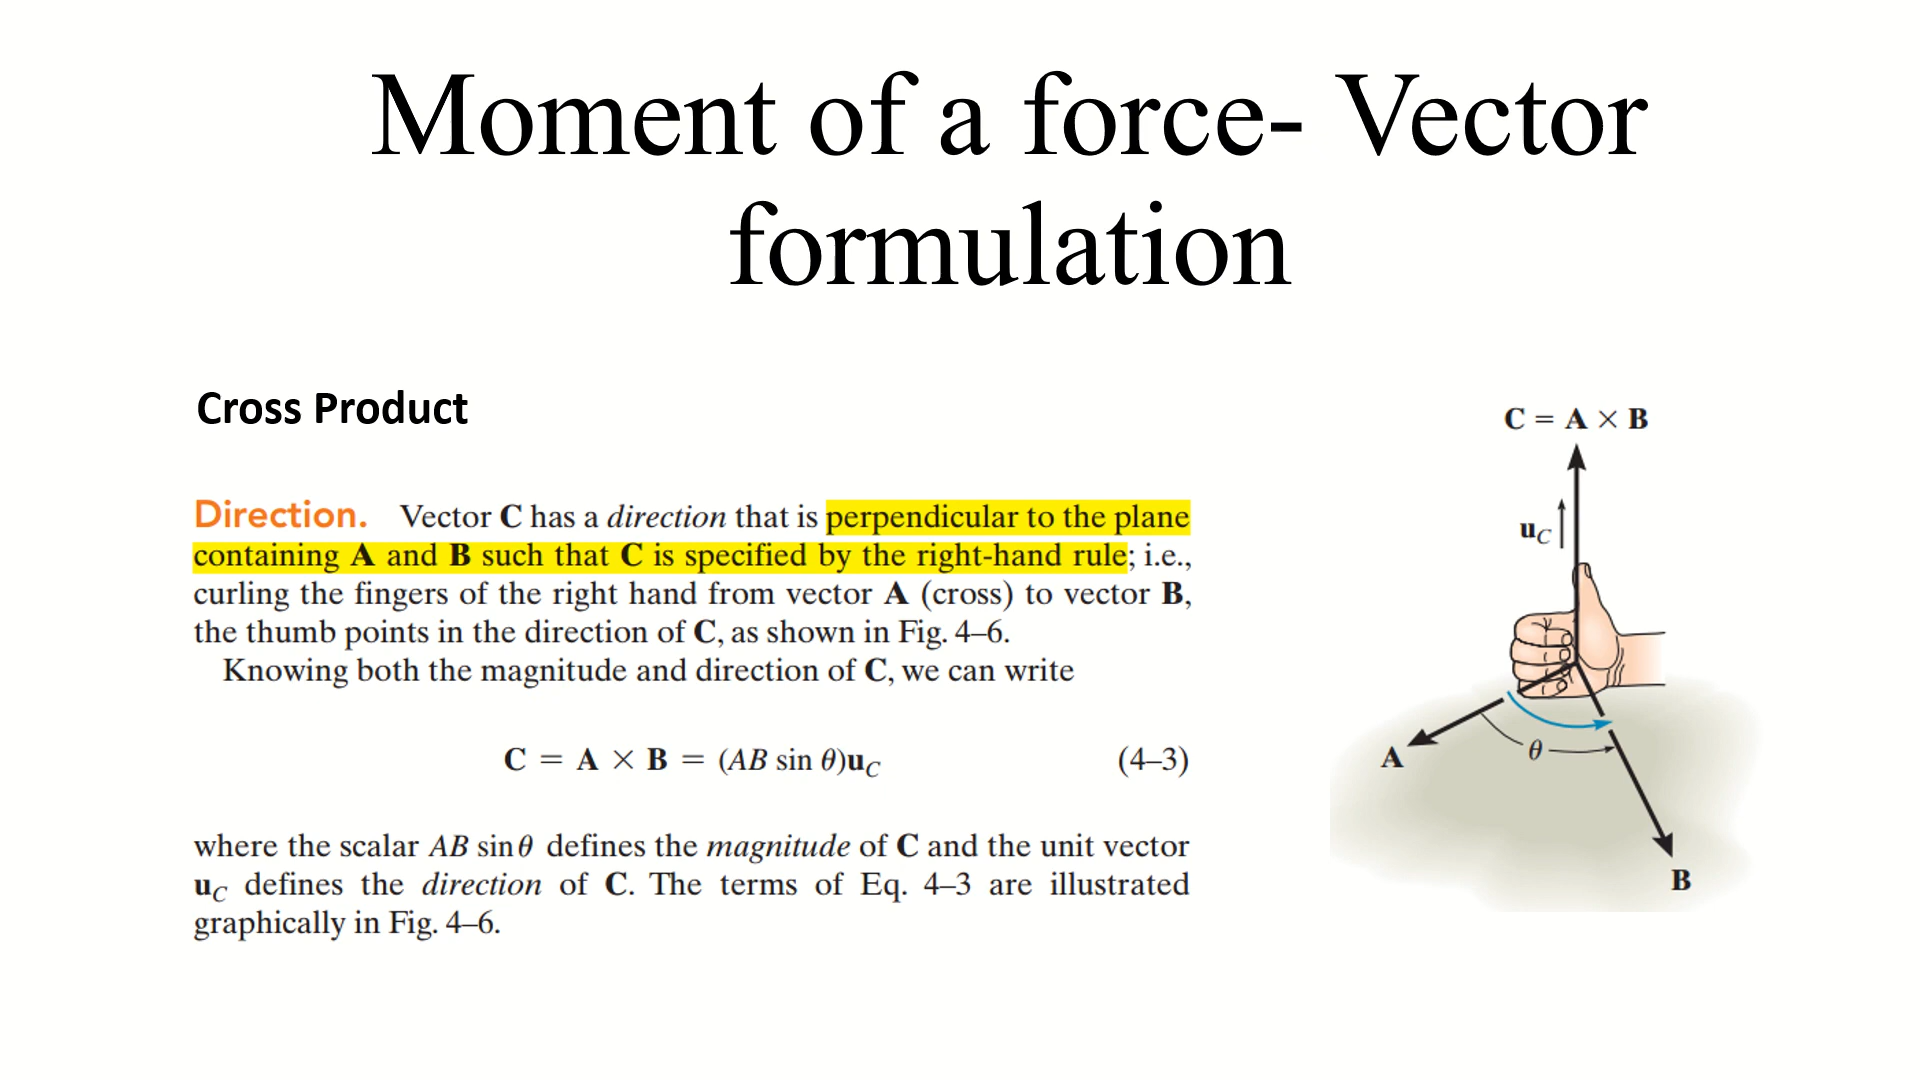 Moment of a force- Vector
formulation
Cross Product
Direction. Vector C has a direction that is perpendicular to the plane
containing A and B such that C is specified by the right-hand rule; i.e.,
curling the fingers of the right hand from vector A (cross) to vector B,
the thumb points in the direction of C, as shown in Fig. 4–6.
Knowing both the magnitude and direction of C, we can write
C = A × B = (AB sin θ)u_C (4–3)
where the scalar AB sin θ defines the magnitude of C and the unit vector
u_C defines the direction of C. The terms of Eq. 4–3 are illustrated
graphically in Fig. 4–6.
C = A × B
u_C
A
θ
B